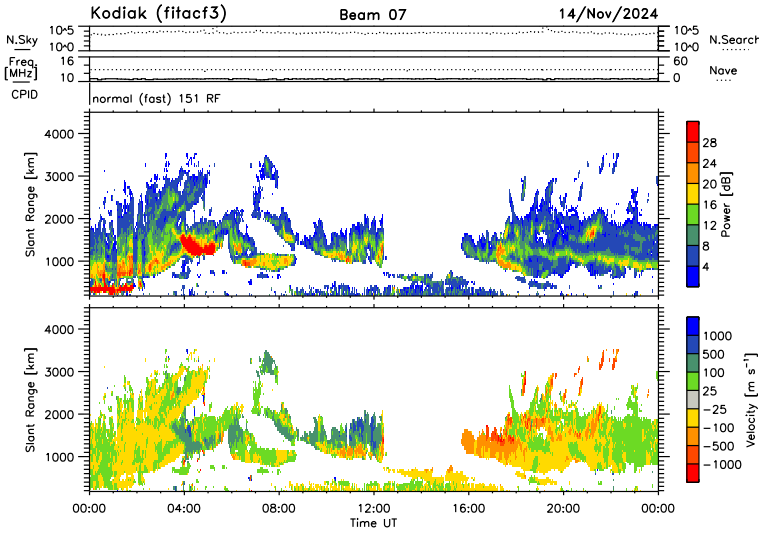 Kodiak (fitacf3) Beam 07 14/Nov/2024
N.Sky 10^5 10^5 N.Search
10^0 10^0
Freq. [MHz] 16 60 Nave
10 0
CPID normal (fast) 151 RF
Slant Range [km] 4000 3000 2000 1000
28 24 20 16 12 8 4 Power [dB]
Slant Range [km] 4000 3000 2000 1000
1000 500 100 25 −25 −100 −500 −1000 Velocity [m s⁻¹]
00:00 04:00 08:00 12:00 16:00 20:00 00:00
Time UT